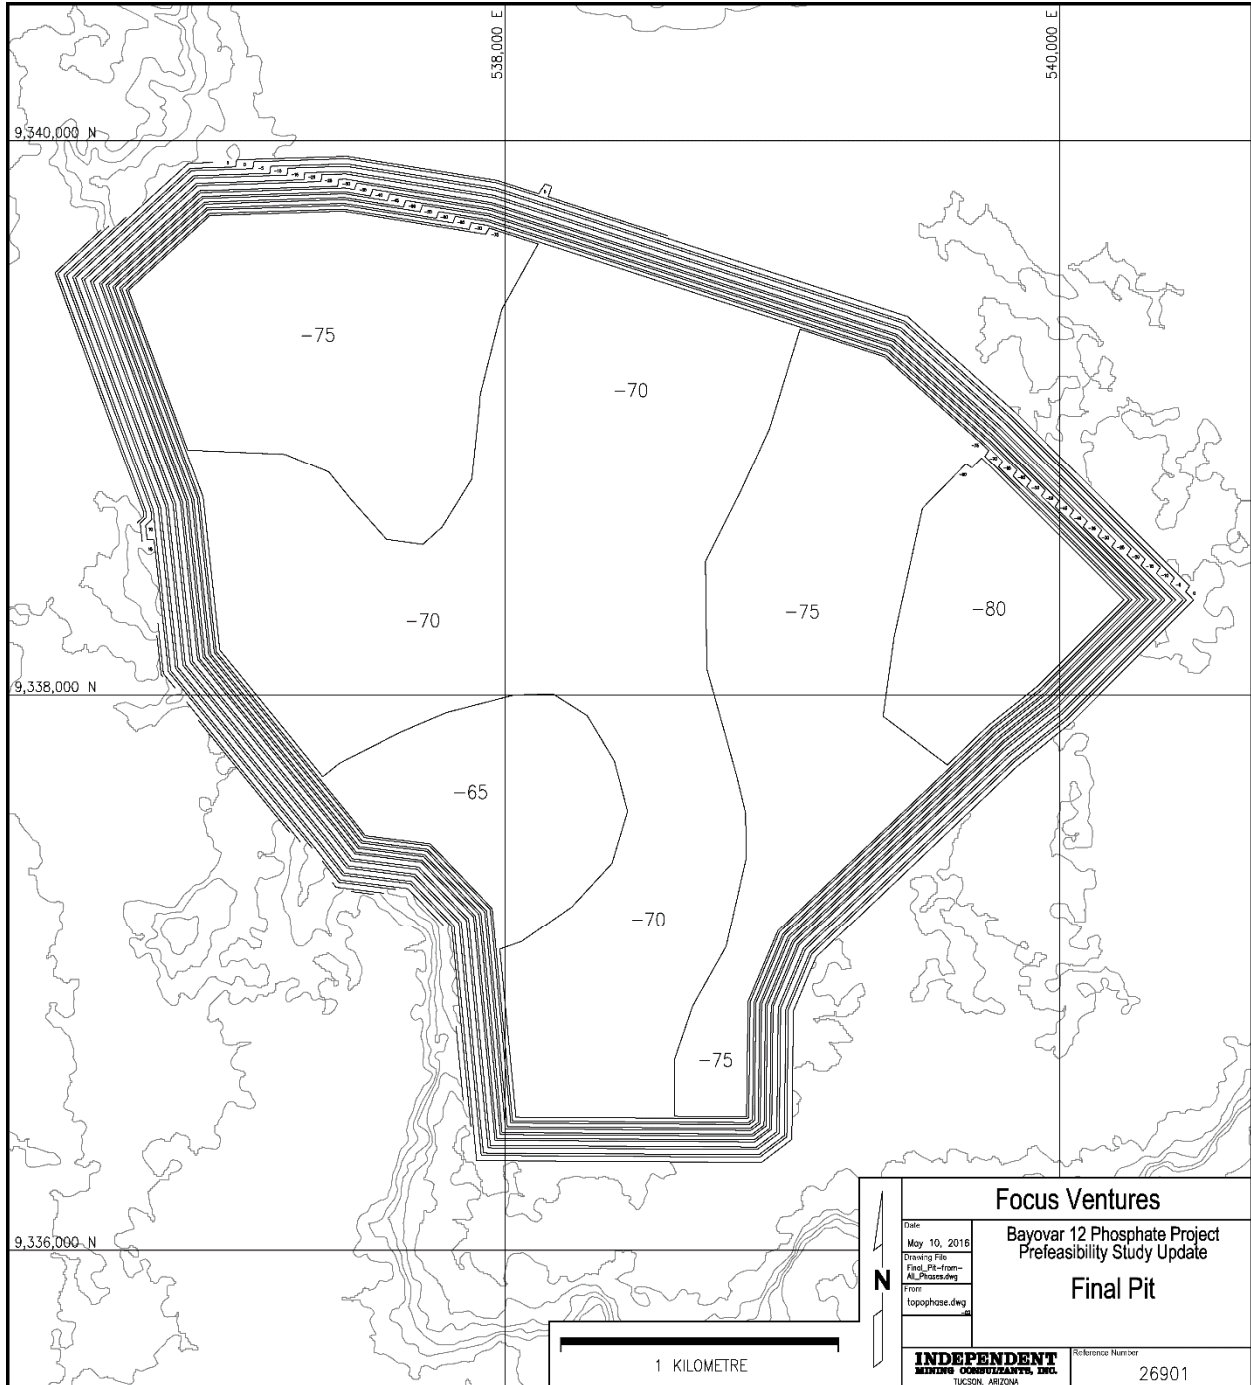 538,000 E
540,000 E
9,340,000 N
-75
-70
-75
-80
-70
9,338,000 N
-65
-70
-75
9,336,000 N
N
1 KILOMETRE
Focus Ventures
Date
May 10, 2016
Bayovar 12 Phosphate Project
Prefeasibility Study Update
Drawing File
Final_Pit-from-
All_Phases.dwg
Final Pit
From
topophase.dwg
INDEPENDENT
MINING CONSULTANTS, INC.
TUCSON, ARIZONA
Reference Number
26901